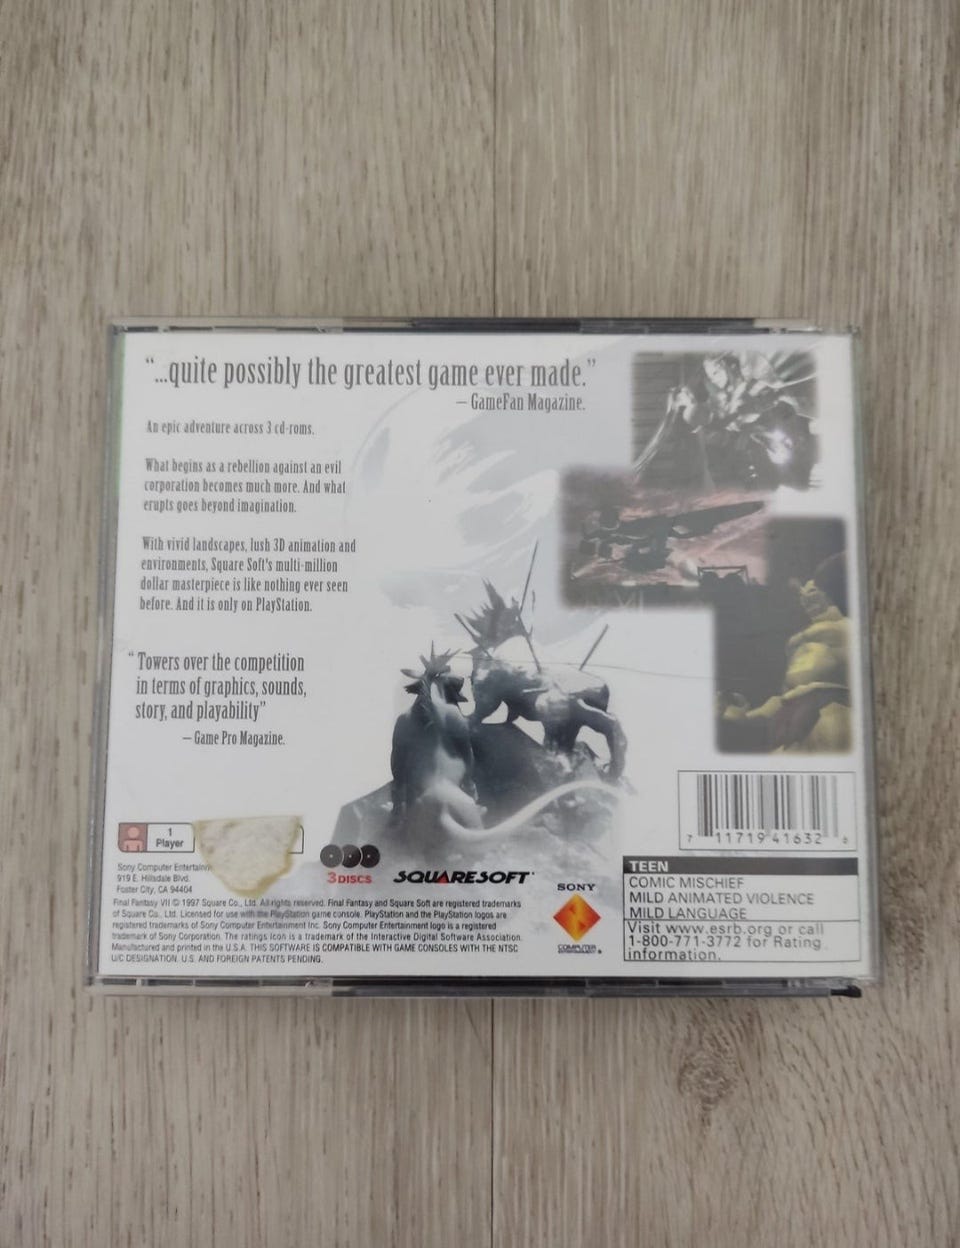 “...quite possibly the greatest game ever made.”
– GameFan Magazine.
An epic adventure across 3 cd-roms.
What begins as a rebellion against an evil
corporation becomes much more. And what
erupts goes beyond imagination.
With vivid landscapes, lush 3D animation and
environments, Square Soft's multi-million
dollar masterpiece is like nothing ever seen
before. And it is only on PlayStation.
“Towers over the competition
in terms of graphics, sounds,
story, and playability”
– Game Pro Magazine.
1
Player
Sony Computer
919 E. Hillsdale Blvd.
Foster City, CA 94404
3 DISCS
SQUARESOFT
SONY
COMPUTER
ENTERTAINMENT
Final Fantasy VII © 1997 Square Co., Ltd. All rights reserved. Final Fantasy and Square Soft are registered trademarks
of Square Co., Ltd. Licensed for use with the PlayStation game console. PlayStation and the PlayStation logos are
registered trademarks of Sony Computer Entertainment Inc. Sony Computer Entertainment logo is a registered
trademark of Sony Corporation. The ratings icon is a trademark of the Interactive Digital Software Association.
Manufactured and printed in the U.S.A. THIS SOFTWARE IS COMPATIBLE WITH GAME CONSOLES WITH THE NTSC
U/C DESIGNATION. U.S. AND FOREIGN PATENTS PENDING.
7 11719 41632 6
TEEN
COMIC MISCHIEF
MILD ANIMATED VIOLENCE
MILD LANGUAGE
Visit www.esrb.org or call
1-800-771-3772 for Rating
information.